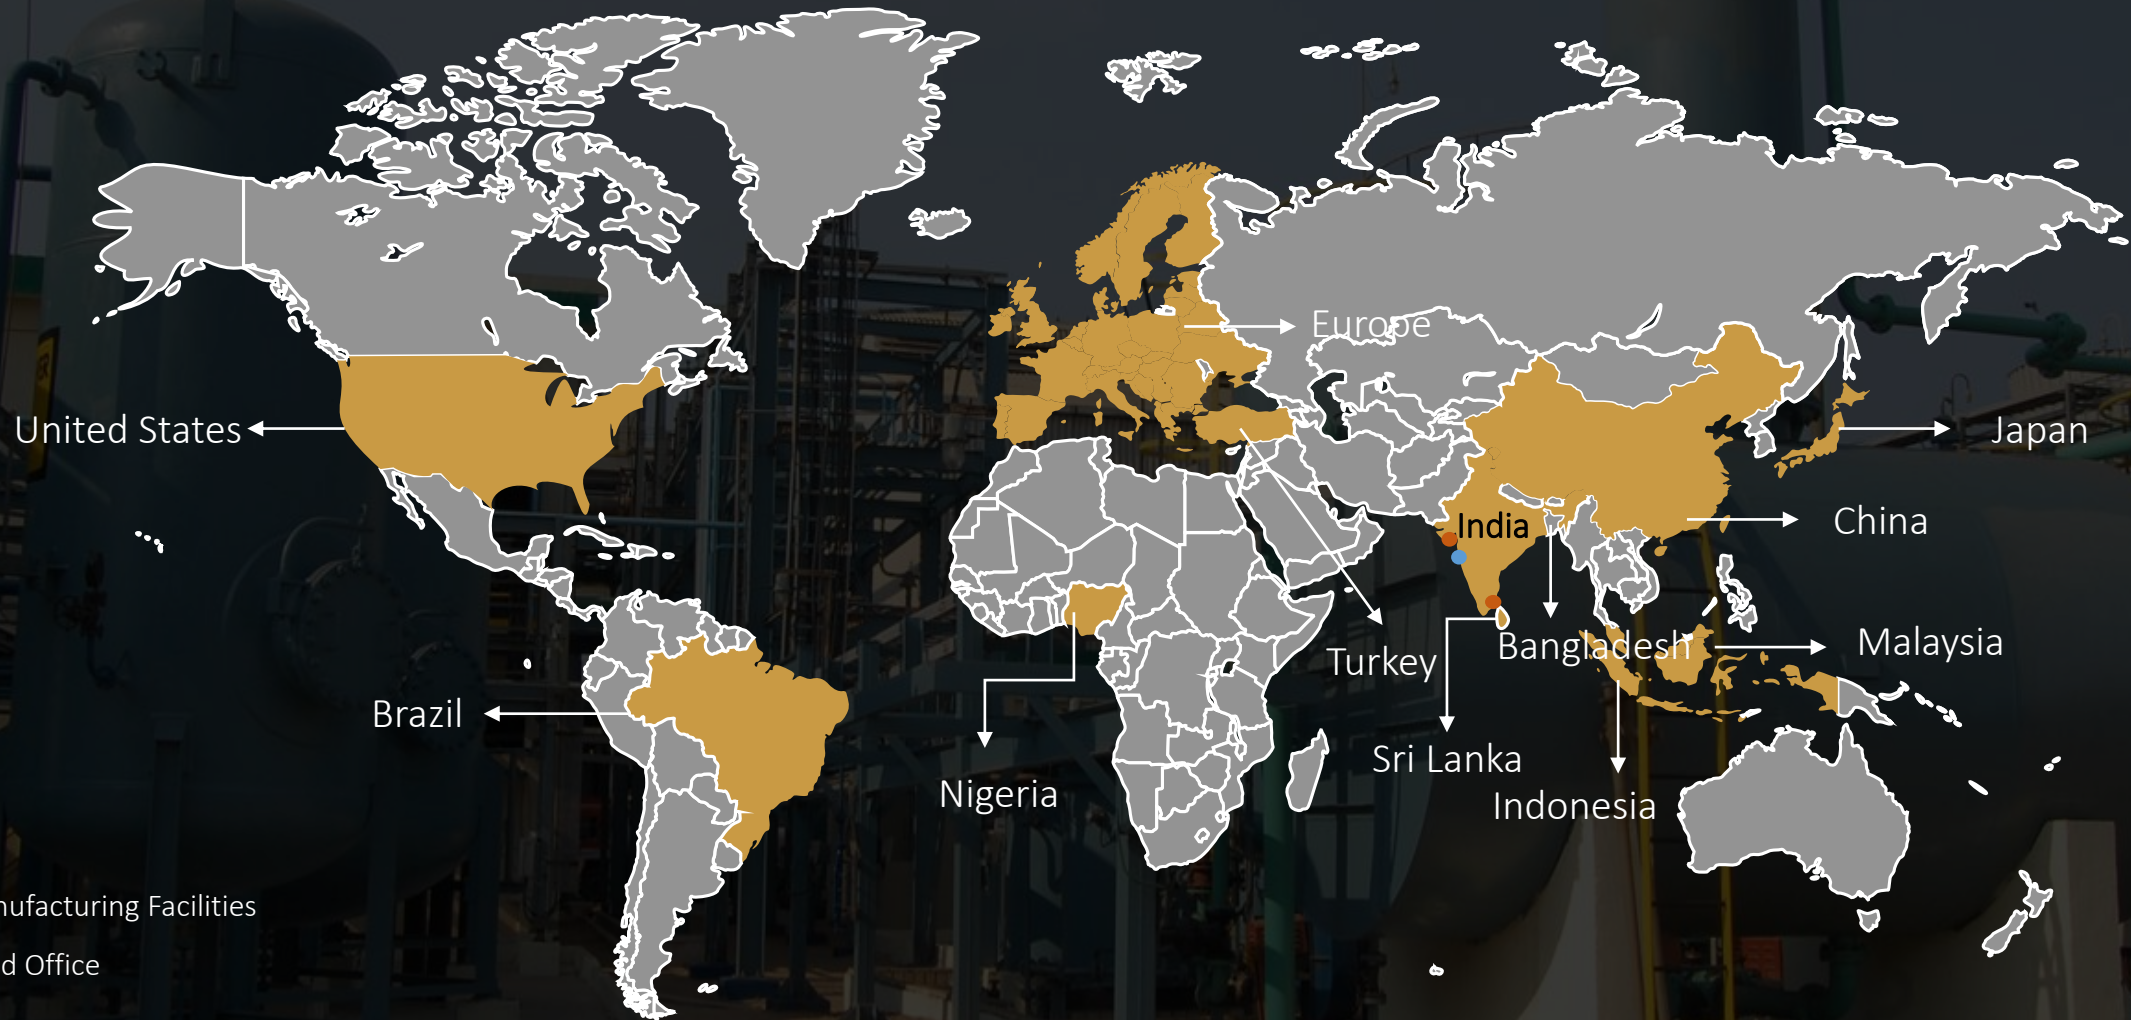 Europe
United States
Japan
India
China
Bangladesh
Malaysia
Turkey
Brazil
Sri Lanka
Nigeria
Indonesia
nufacturing Facilities
d Office